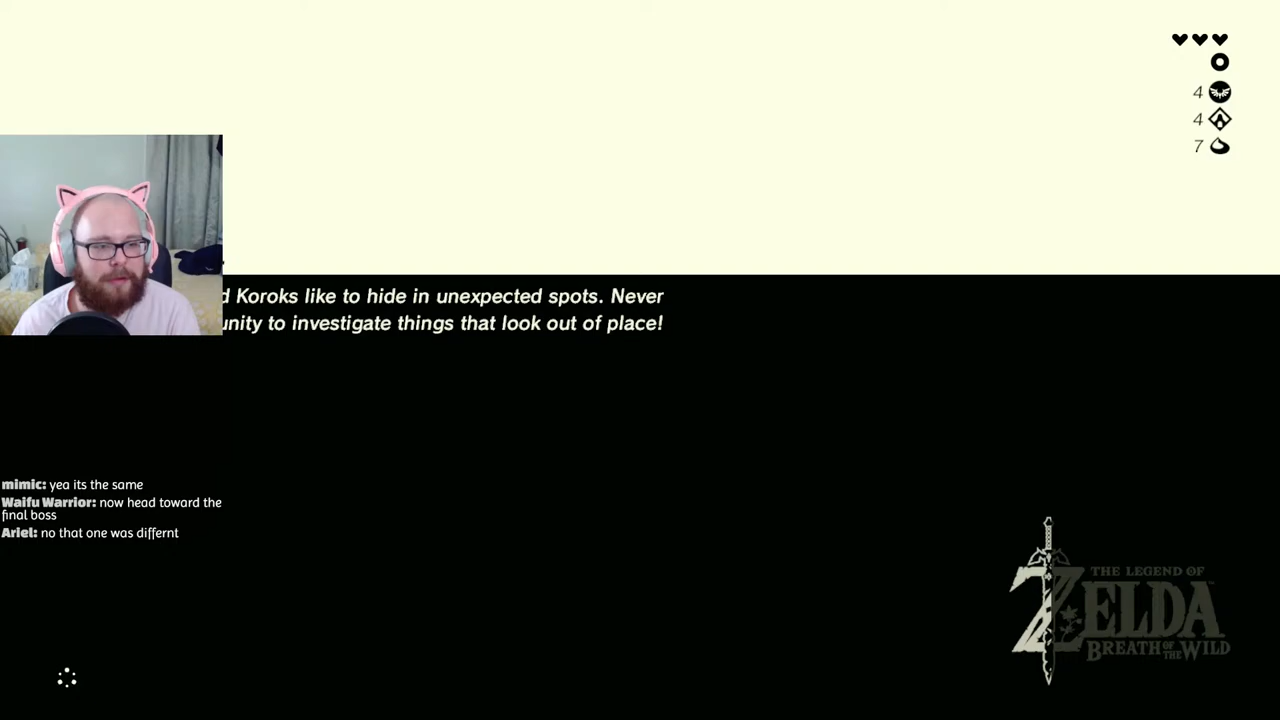 4
4
7
Koroks like to hide in unexpected spots. Never
to investigate things that look out of place!
mimic: yea its the same
Waifu Warrior: now head toward the
final boss
Ariel: no that one was differnt
THE LEGEND OF
ZELDA
BREATH OF THE WILD